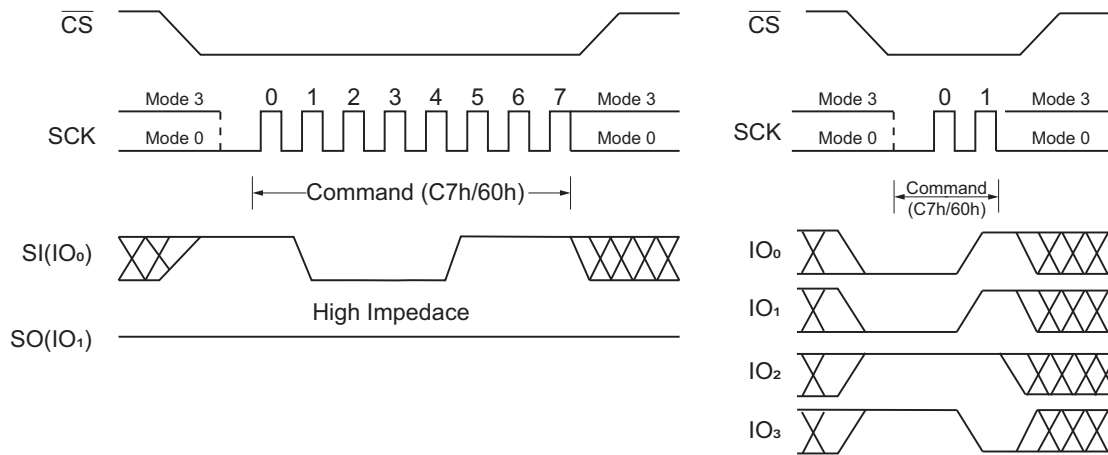 CS
Mode 3
0 1 2 3 4 5 6 7
Mode 3
SCK
Mode 0
Mode 0
Command (C7h/60h)
SI(IO₀)
High Impedace
SO(IO₁)
CS
Mode 3
0 1
Mode 3
SCK
Mode 0
Mode 0
Command
(C7h/60h)
IO₀
IO₁
IO₂
IO₃